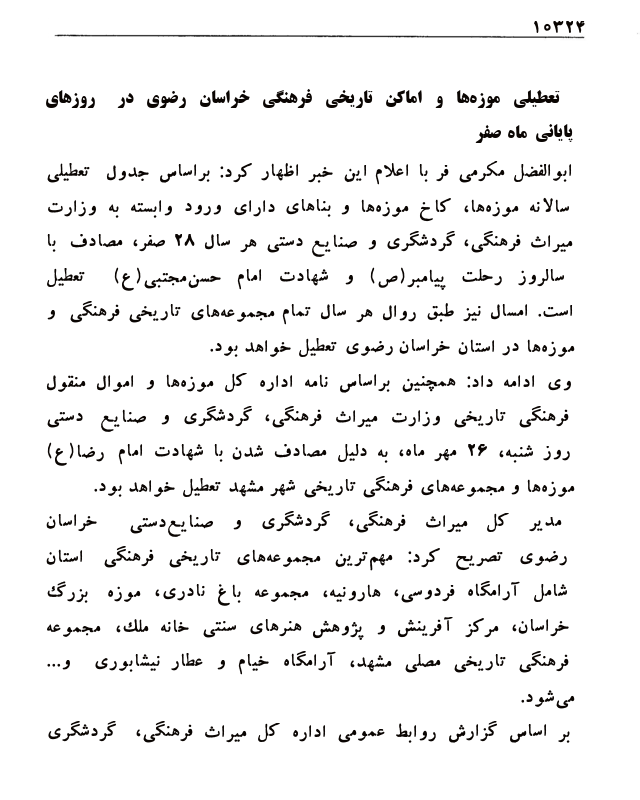 ۱۰۳۲۴
تعطیلی موزه‌ها و اماکن تاریخی فرهنگی خراسان رضوی در روزهای
پایانی ماه صفر
ابوالفضل مکرمی فر با اعلام این خبر اظهار کرد: براساس جدول تعطیلی
سالانه موزه‌ها، کاخ موزه‌ها و بناهای دارای ورود وابسته به وزارت
میراث فرهنگی، گردشگری و صنایع دستی هر سال ۲۸ صفر، مصادف با
سالروز رحلت پیامبر(ص) و شهادت امام حسن‌مجتبی(ع) تعطیل
است. امسال نیز طبق روال هر سال تمام مجموعه‌های تاریخی فرهنگی و
موزه‌ها در استان خراسان رضوی تعطیل خواهد بود.
وی ادامه داد: همچنین براساس نامه اداره کل موزه‌ها و اموال منقول
فرهنگی تاریخی وزارت میراث فرهنگی، گردشگری و صنایع دستی
روز شنبه، ۲۶ مهر ماه، به دلیل مصادف شدن با شهادت امام رضا(ع)
موزه‌ها و مجموعه‌های فرهنگی تاریخی شهر مشهد تعطیل خواهد بود.
مدیر کل میراث فرهنگی، گردشگری و صنایع‌دستی خراسان
رضوی تصریح کرد: مهم‌ترین مجموعه‌های تاریخی فرهنگی استان
شامل آرامگاه فردوسی، هارونیه، مجموعه باغ نادری، موزه بزرگ
خراسان، مرکز آفرینش و پژوهش هنرهای سنتی خانه ملك، مجموعه
فرهنگی تاریخی مصلی مشهد، آرامگاه خیام و عطار نیشابوری و...
می‌شود.
بر اساس گزارش روابط عمومی اداره کل میراث فرهنگی، گردشگری